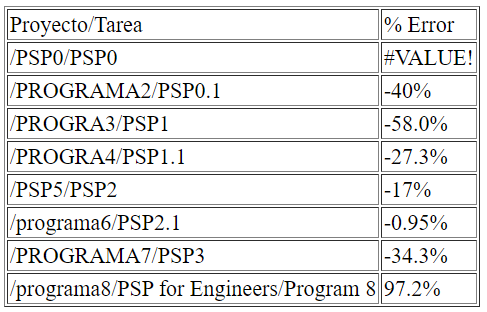 Proyecto/Tarea % Error
/PSP0/PSP0 #VALUE!
/PROGRAMA2/PSP0.1 -40%
/PROGRA3/PSP1 -58.0%
/PROGRA4/PSP1.1 -27.3%
/PSP5/PSP2 -17%
/programa6/PSP2.1 -0.95%
/PROGRAMA7/PSP3 -34.3%
/programa8/PSP for Engineers/Program 8 97.2%